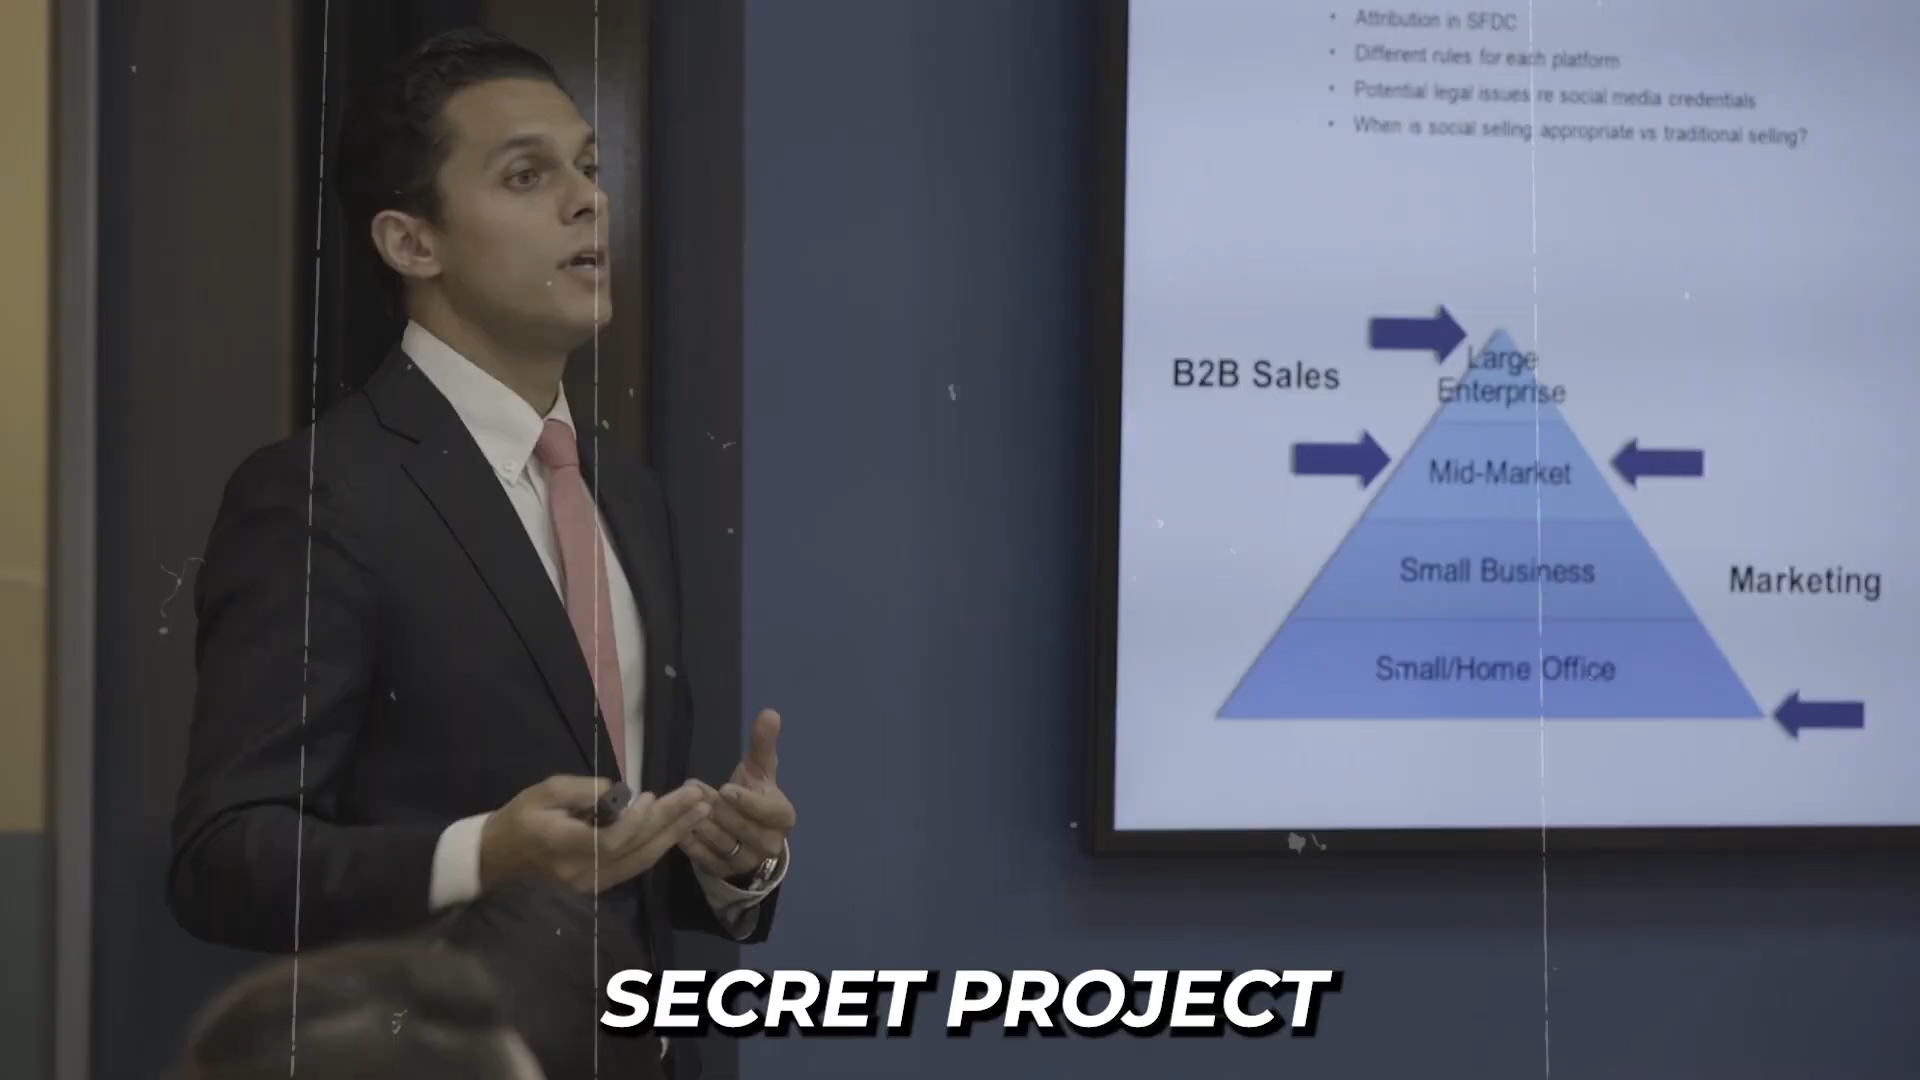 • Attribution in SFDC
• Different rules for each platform
• Potential legal issues re social media credentials
• When is social selling appropriate vs traditional selling?
B2B Sales
Large
Enterprise
Mid-Market
Small Business
Marketing
Small/Home Office
SECRET PROJECT